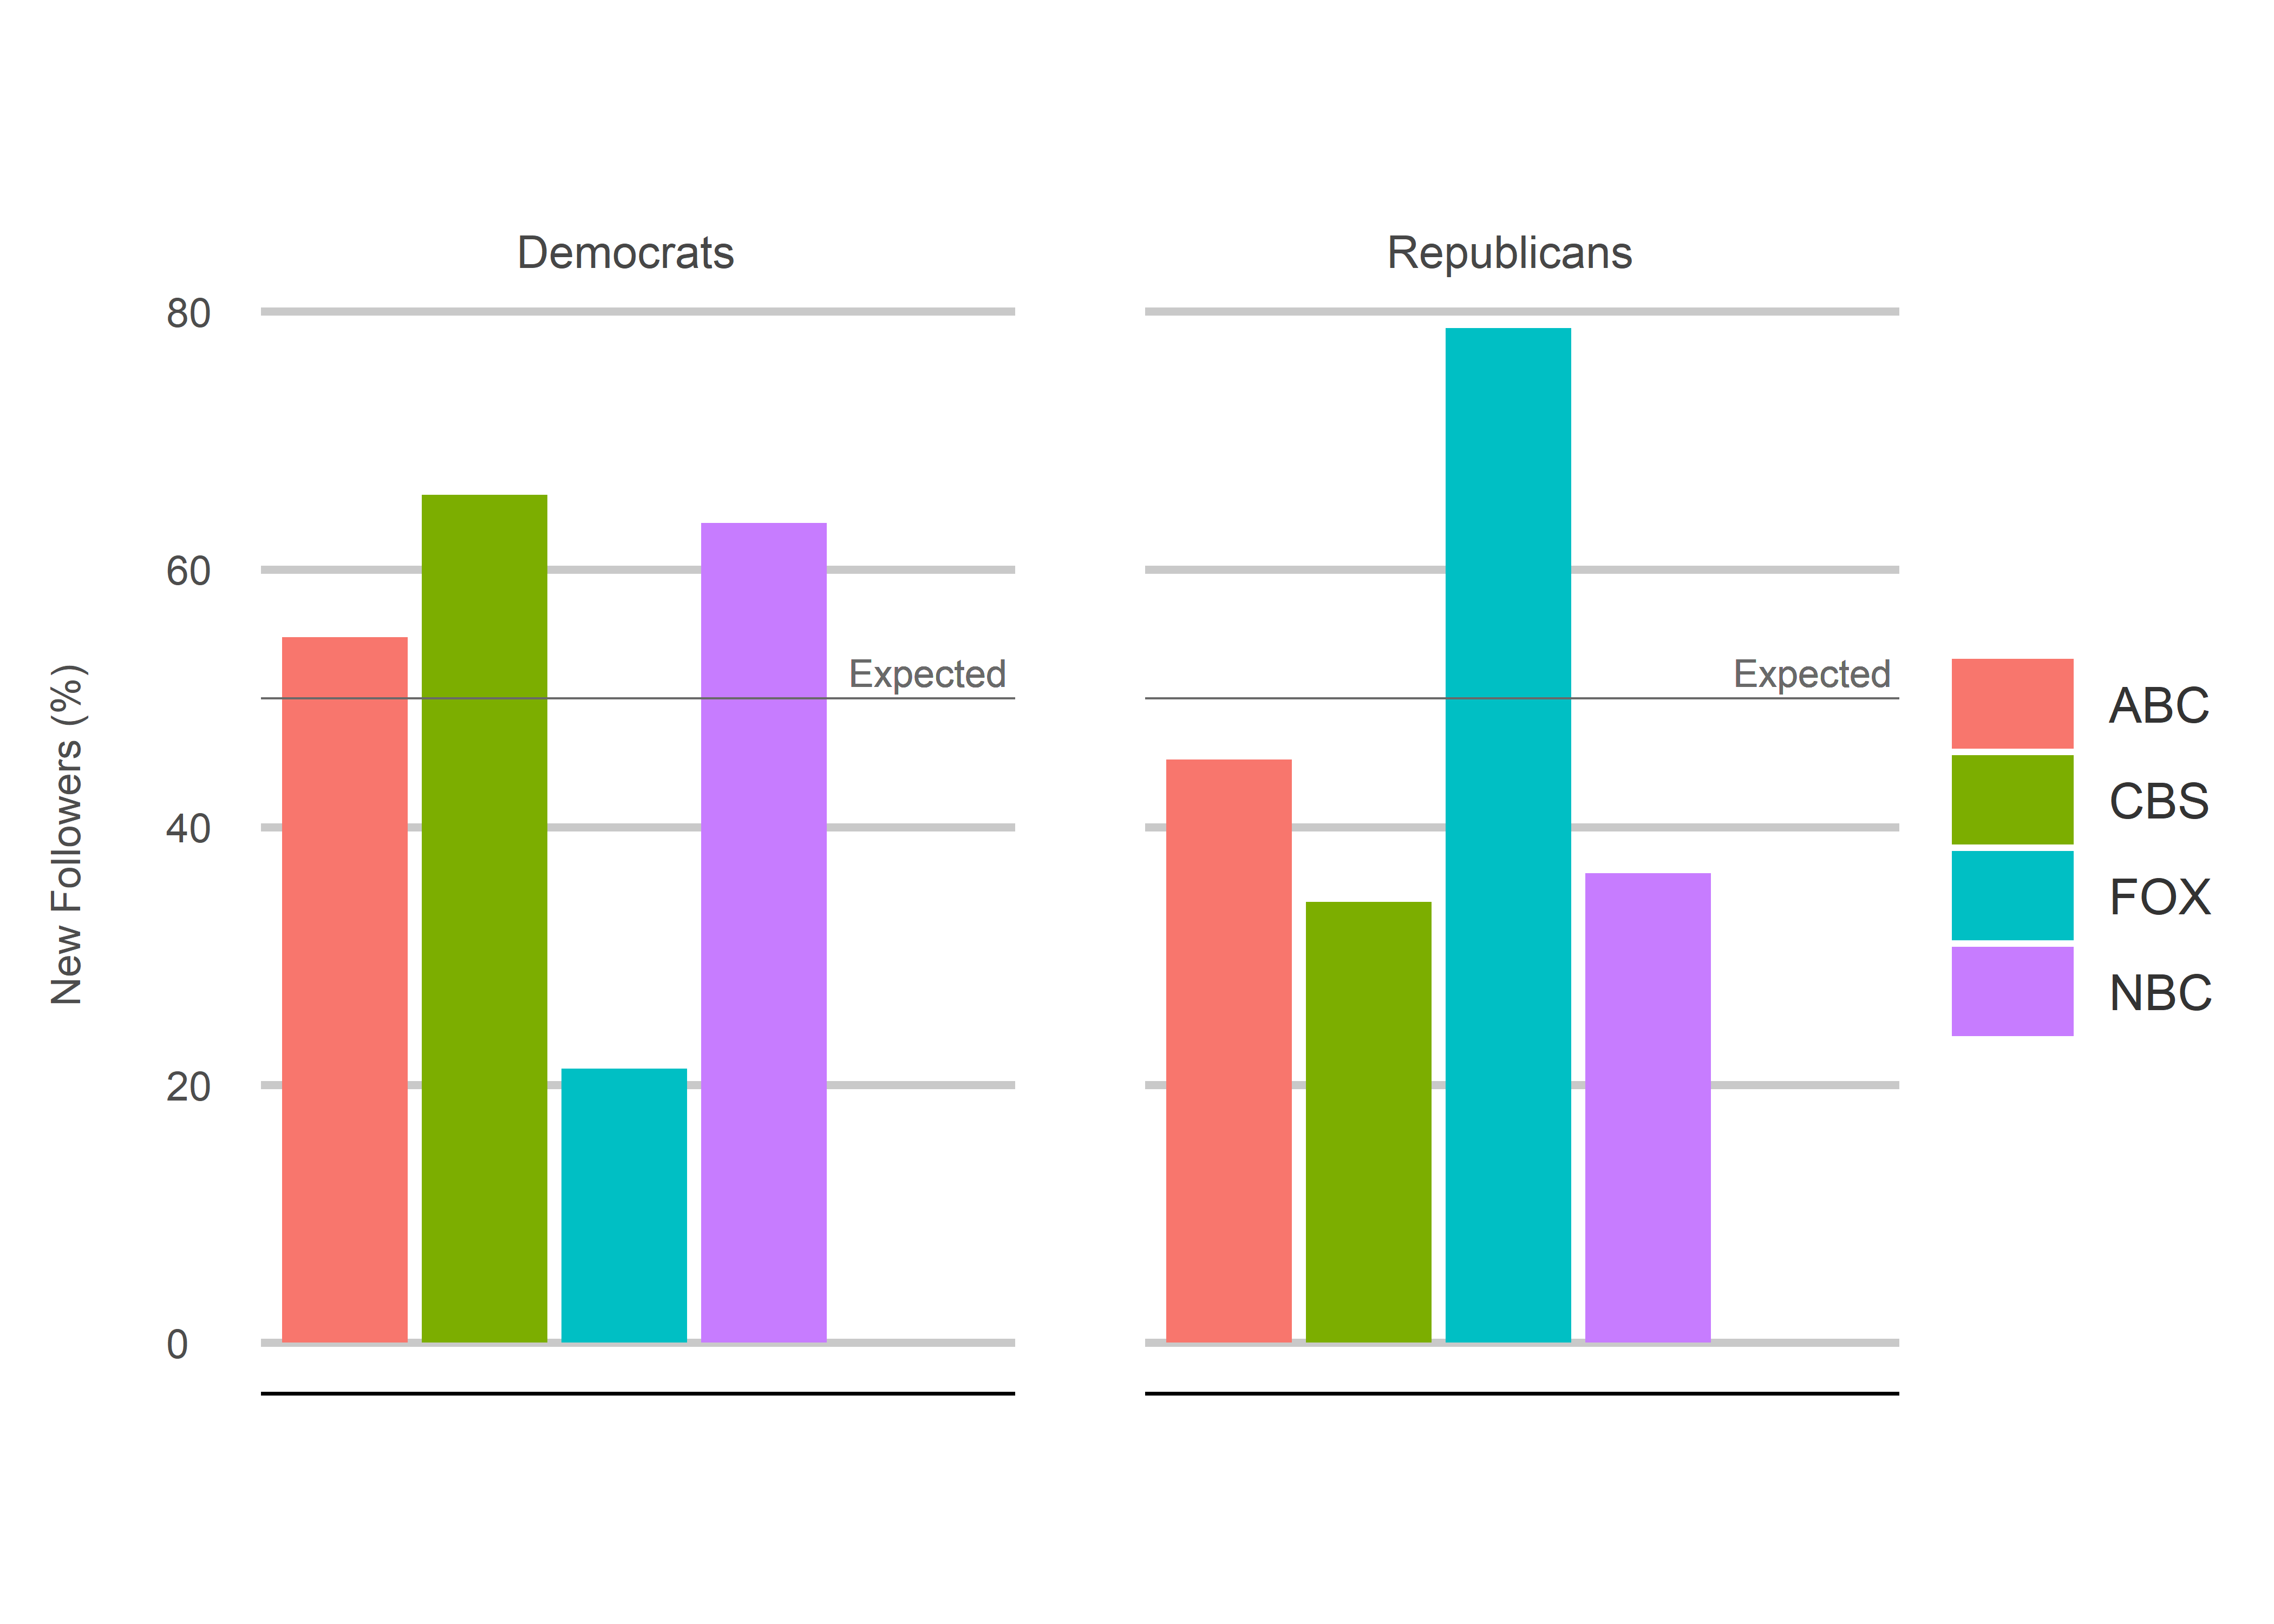 Democrats
Republicans
80
60
40
20
0
New Followers (%)
Expected
Expected
ABC
CBS
FOX
NBC